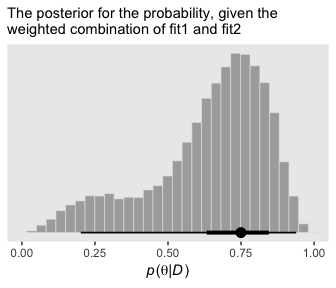 The posterior for the probability, given the
weighted combination of fit1 and fit2
0.00 0.25 0.50 0.75 1.00
p(θ|D)